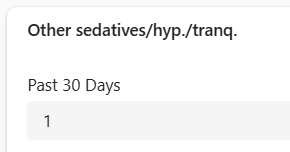 Other sedatives/hyp./tranq.
Past 30 Days
1